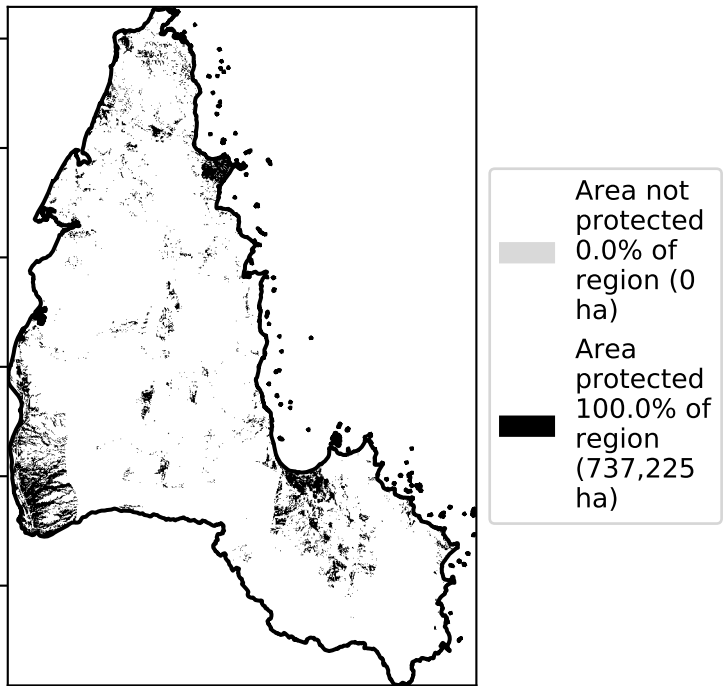 Area not
protected
0.0% of
region (0
ha)
Area
protected
100.0% of
region
(737,225
ha)